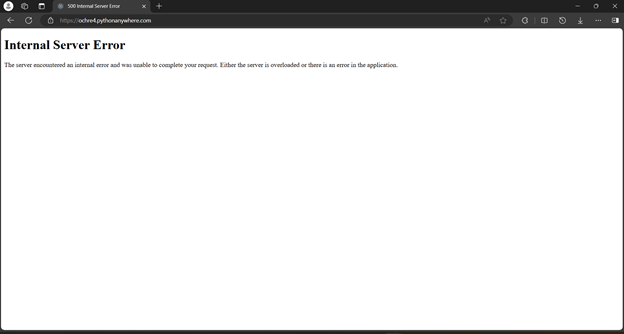 500 Internal Server Error
https://ochre4.pythonanywhere.com
Internal Server Error
The server encountered an internal error and was unable to complete your request. Either the server is overloaded or there is an error in the application.